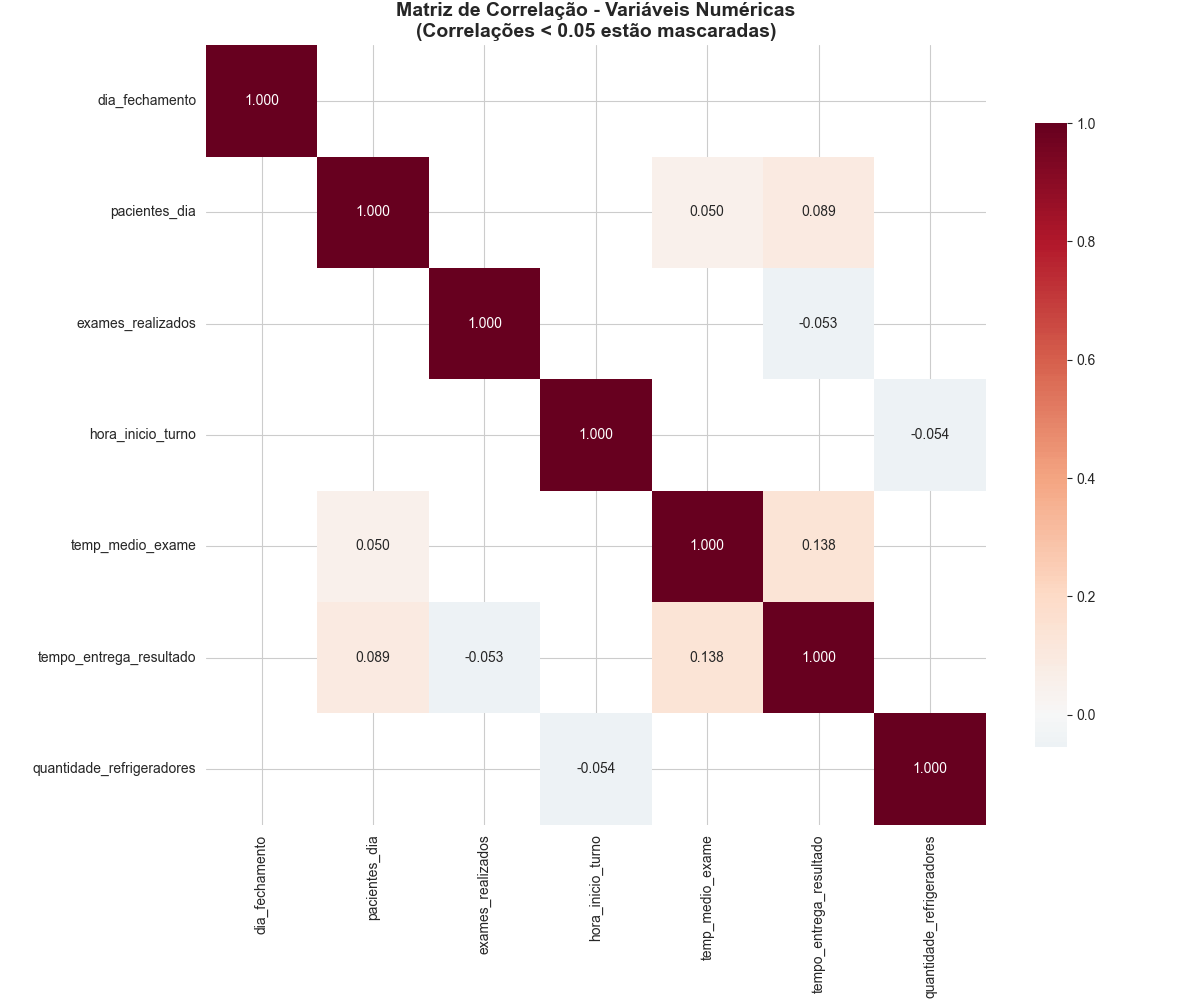 Matriz de Correlação - Variáveis Numéricas
(Correlações < 0.05 estão mascaradas)
dia_fechamento
1.000
pacientes_dia
1.000
0.050
0.089
exames_realizados
1.000
-0.053
hora_inicio_turno
1.000
-0.054
temp_medio_exame
0.050
1.000
0.138
tempo_entrega_resultado
0.089
-0.053
0.138
1.000
quantidade_refrigeradores
-0.054
1.000
dia_fechamento
pacientes_dia
exames_realizados
hora_inicio_turno
temp_medio_exame
tempo_entrega_resultado
quantidade_refrigeradores
1.0
0.8
0.6
0.4
0.2
0.0